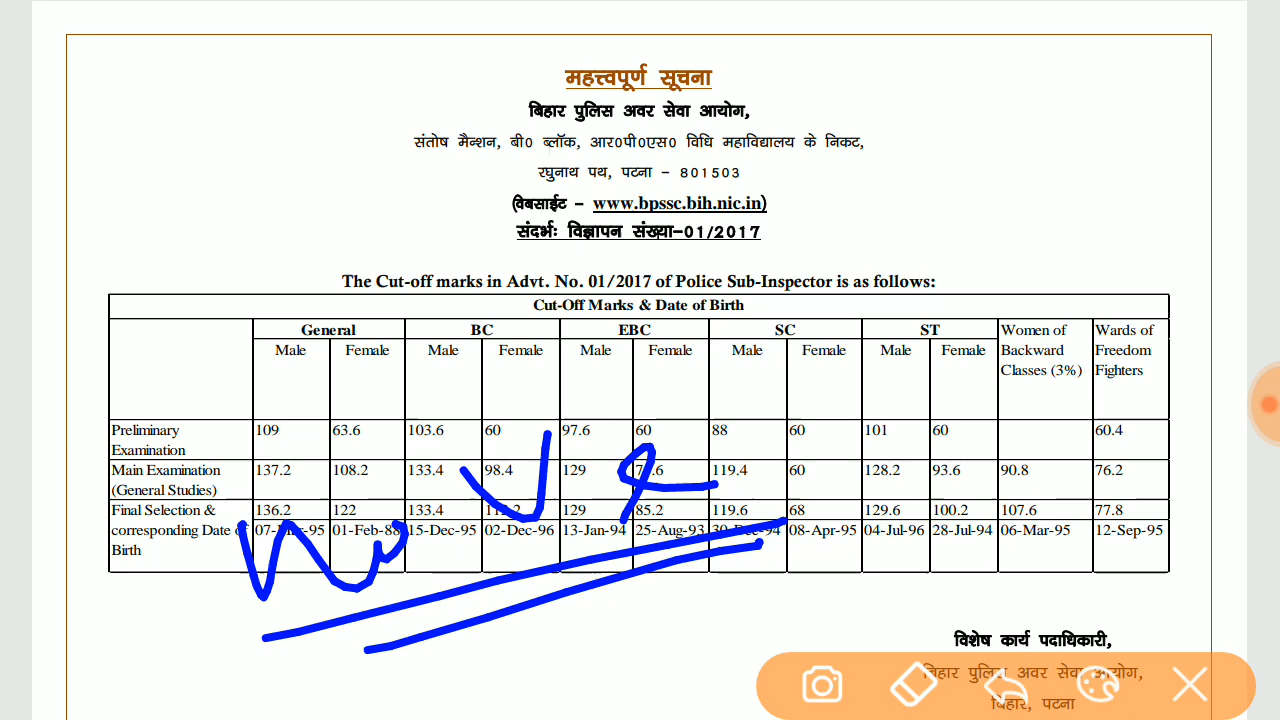 महत्त्वपूर्ण सूचना
बिहार पुलिस अवर सेवा आयोग,
संतोष मैन्शन, बी0 ब्लॉक, आर0पी0एस0 विधि महाविद्यालय के निकट,
रघुनाथ पथ, पटना - 801503
(वेबसाईट - www.bpssc.bih.nic.in)
संदर्भः विज्ञापन संख्या-01/2017
The Cut-off marks in Advt. No. 01/2017 of Police Sub-Inspector is as follows:
Cut-Off Marks & Date of Birth
General BC EBC SC ST Women of Wards of
Male Female Male Female Male Female Male Female Male Female Backward Freedom
Classes (3%) Fighters
Preliminary 109 63.6 103.6 60 97.6 60 88 60 101 60 60.4
Examination
Main Examination 137.2 108.2 133.4 98.4 129 119.4 60 128.2 93.6 90.8 76.2
(General Studies)
Final Selection & 136.2 122 133.4 129 85.2 119.6 68 129.6 100.2 107.6 77.8
corresponding Date of 01-Feb-88 15-Dec-95 02-Dec-96 13-Jan-94 25-Aug-93 30-Dec-94 08-Apr-95 04-Jul-96 28-Jul-94 06-Mar-95 12-Sep-95
Birth
विशेष कार्य पदाधिकारी,
बिहार पुलिस अवर सेवा आयोग,
बिहार, पटना